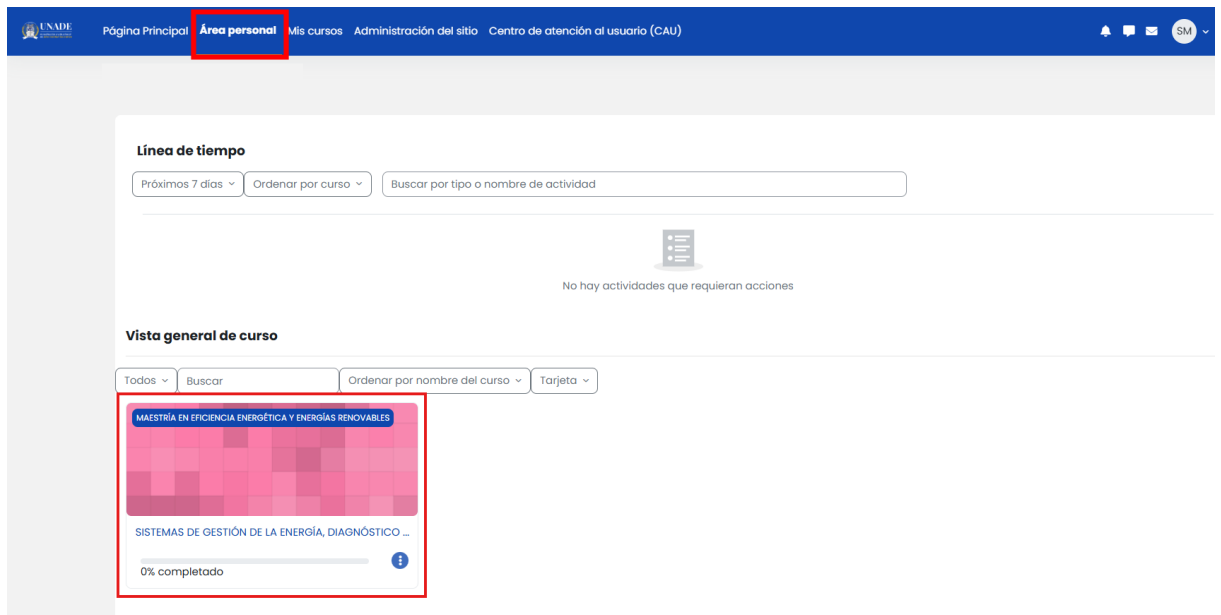 UNADE
Página Principal Área personal Mis cursos Administración del sitio Centro de atención al usuario (CAU) SM
Línea de tiempo
Próximos 7 días Ordenar por curso Buscar por tipo o nombre de actividad
No hay actividades que requieran acciones
Vista general de curso
Todos Buscar Ordenar por nombre del curso Tarjeta
MAESTRÍA EN EFICIENCIA ENERGÉTICA Y ENERGÍAS RENOVABLES
SISTEMAS DE GESTIÓN DE LA ENERGÍA, DIAGNÓSTICO ...
0% completado